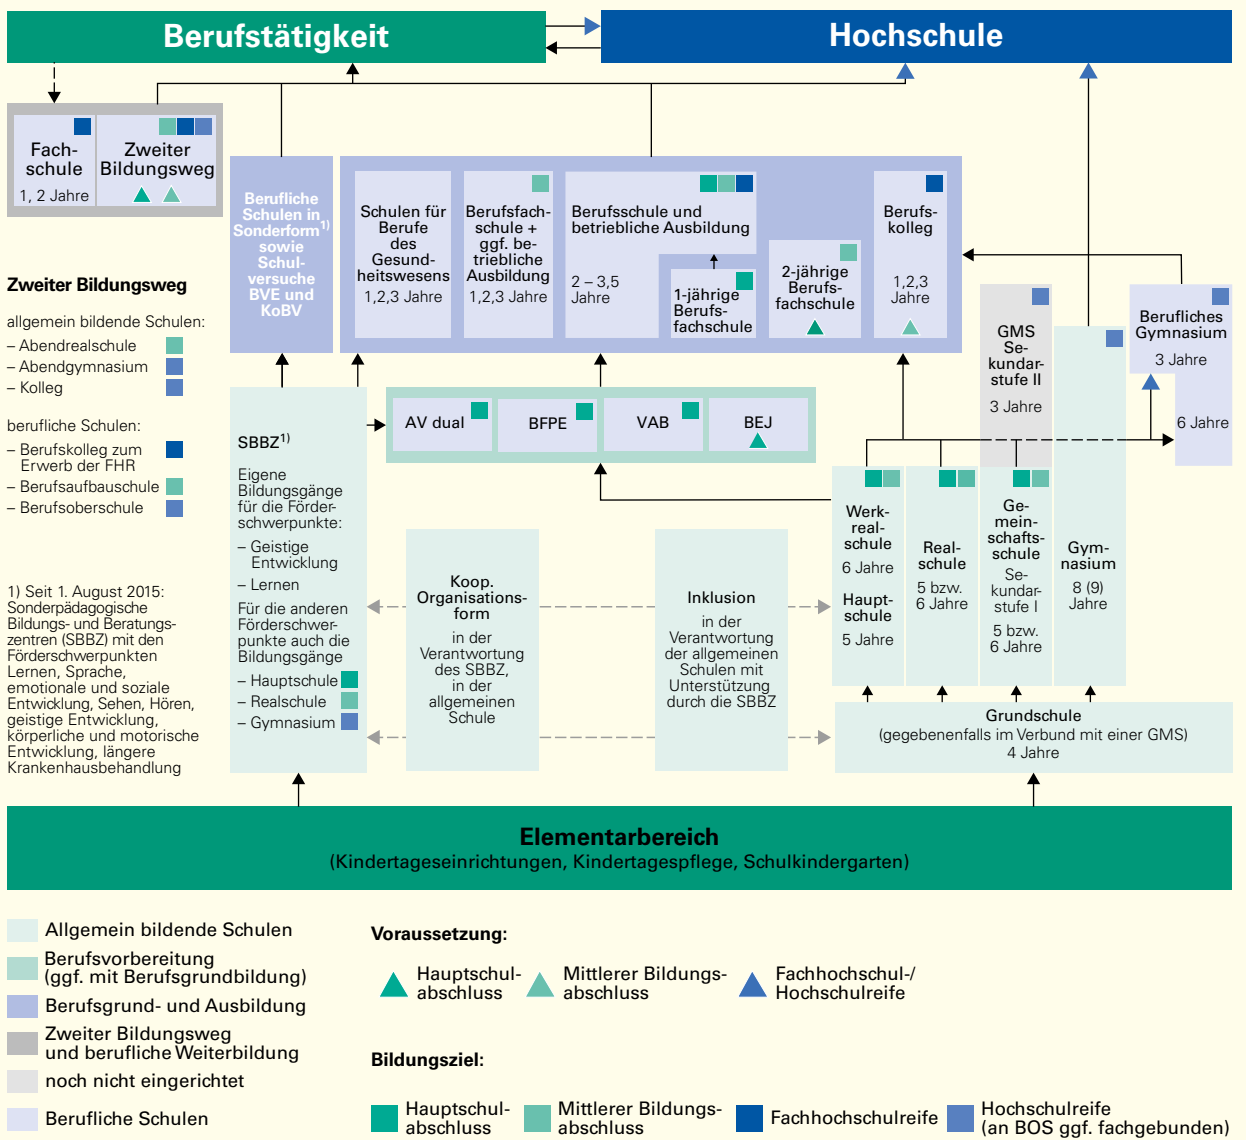 Berufstätigkeit
Hochschule
Fach-
schule
1, 2 Jahre
Zweiter
Bildungsweg
Berufliche
Schulen in
Sonderform1)
sowie
Schul-
versuche
BVE und
KoBV
Schulen für
Berufe
des
Gesund-
heitswesens
1,2,3 Jahre
Berufsfach-
schule +
ggf. be-
triebliche
Ausbildung
1,2,3 Jahre
Berufsschule und
betriebliche Ausbildung
2 – 3,5
Jahre
1-jährige
Berufs-
fachschule
2-jährige
Berufs-
fachschule
Berufs-
kolleg
1,2,3
Jahre
GMS
Se-
kundar-
stufe II
3 Jahre
Berufliches
Gymnasium
3 Jahre
6 Jahre
Zweiter Bildungsweg
allgemein bildende Schulen:
– Abendrealschule
– Abendgymnasium
– Kolleg
berufliche Schulen:
– Berufskolleg zum
Erwerb der FHR
– Berufsaufbauschule
– Berufsoberschule
1) Seit 1. August 2015:
Sonderpädagogische
Bildungs- und Beratungs-
zentren (SBBZ) mit den
Förderschwerpunkten
Lernen, Sprache,
emotionale und soziale
Entwicklung, Sehen, Hören,
geistige Entwicklung,
körperliche und motorische
Entwicklung, längere
Krankenhausbehandlung
SBBZ1)
Eigene
Bildungsgänge
für die Förder-
schwerpunkte:
– Geistige
Entwicklung
– Lernen
Für die anderen
Förderschwer-
punkte auch die
Bildungsgänge
– Hauptschule
– Realschule
– Gymnasium
AV dual
BFPE
VAB
BEJ
Koop.
Organisations-
form
in der
Verantwortung
des SBBZ,
in der
allgemeinen
Schule
Inklusion
in der
Verantwortung
der allgemeinen
Schulen mit
Unterstützung
durch die SBBZ
Werk-
real-
schule
6 Jahre
Haupt-
schule
5 Jahre
Real-
schule
5 bzw.
6 Jahre
Ge-
mein-
schafts-
schule
Se-
kundar-
stufe I
5 bzw.
6 Jahre
Gym-
nasium
8 (9)
Jahre
Grundschule
(gegebenenfalls im Verbund mit einer GMS)
4 Jahre
Elementarbereich
(Kindertageseinrichtungen, Kindertagespflege, Schulkindergarten)
Allgemein bildende Schulen
Berufsvorbereitung
(ggf. mit Berufsgrundbildung)
Berufsgrund- und Ausbildung
Zweiter Bildungsweg
und berufliche Weiterbildung
noch nicht eingerichtet
Berufliche Schulen
Voraussetzung:
Hauptschul-
abschluss
Mittlerer Bildungs-
abschluss
Fachhochschul-/
Hochschulreife
Bildungsziel:
Hauptschul-
abschluss
Mittlerer Bildungs-
abschluss
Fachhochschulreife
Hochschulreife
(an BOS ggf. fachgebunden)